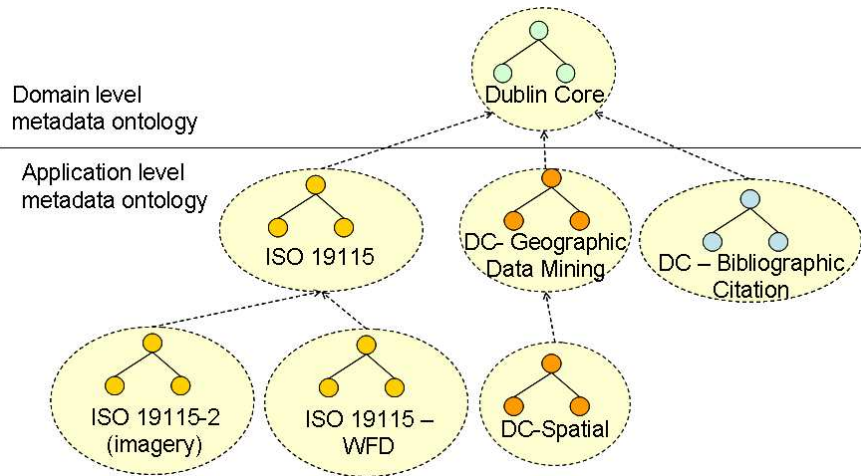 Dublin Core
Domain level
metadata ontology
Application level
metadata ontology
ISO 19115
DC- Geographic
Data Mining
DC – Bibliographic
Citation
ISO 19115-2
(imagery)
ISO 19115 –
WFD
DC-Spatial